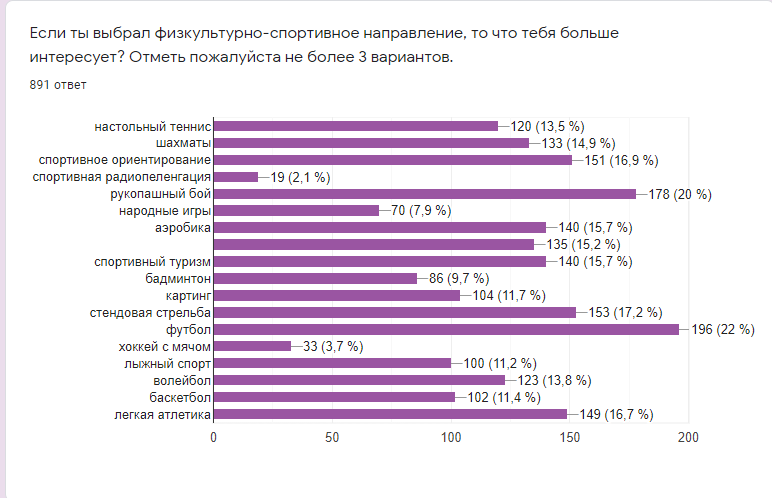 Если ты выбрал физкультурно-спортивное направление, то что тебя больше
интересует? Отметь пожалуйста не более 3 вариантов.
891 ответ
настольный теннис 120 (13,5 %)
шахматы 133 (14,9 %)
спортивное ориентирование 151 (16,9 %)
спортивная радиопеленгация 19 (2,1 %)
рукопашный бой 178 (20 %)
народные игры 70 (7,9 %)
аэробика 140 (15,7 %)
135 (15,2 %)
спортивный туризм 140 (15,7 %)
бадминтон 86 (9,7 %)
картинг 104 (11,7 %)
стендовая стрельба 153 (17,2 %)
футбол 196 (22 %)
хоккей с мячом 33 (3,7 %)
лыжный спорт 100 (11,2 %)
волейбол 123 (13,8 %)
баскетбол 102 (11,4 %)
легкая атлетика 149 (16,7 %)
0 50 100 150 200